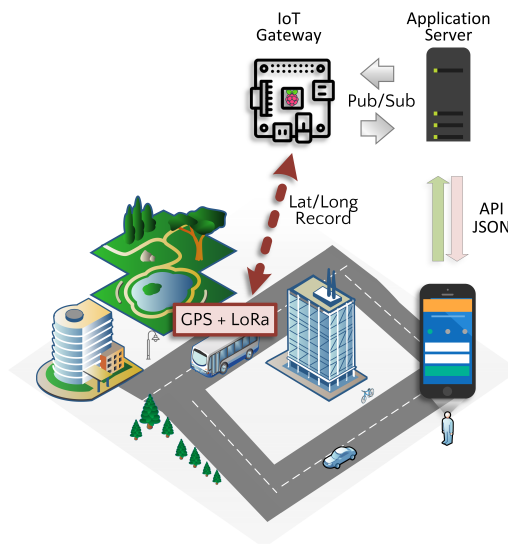 IoT
Gateway
Application
Server
Pub/Sub
Lat/Long
Record
API
JSON
GPS + LoRa